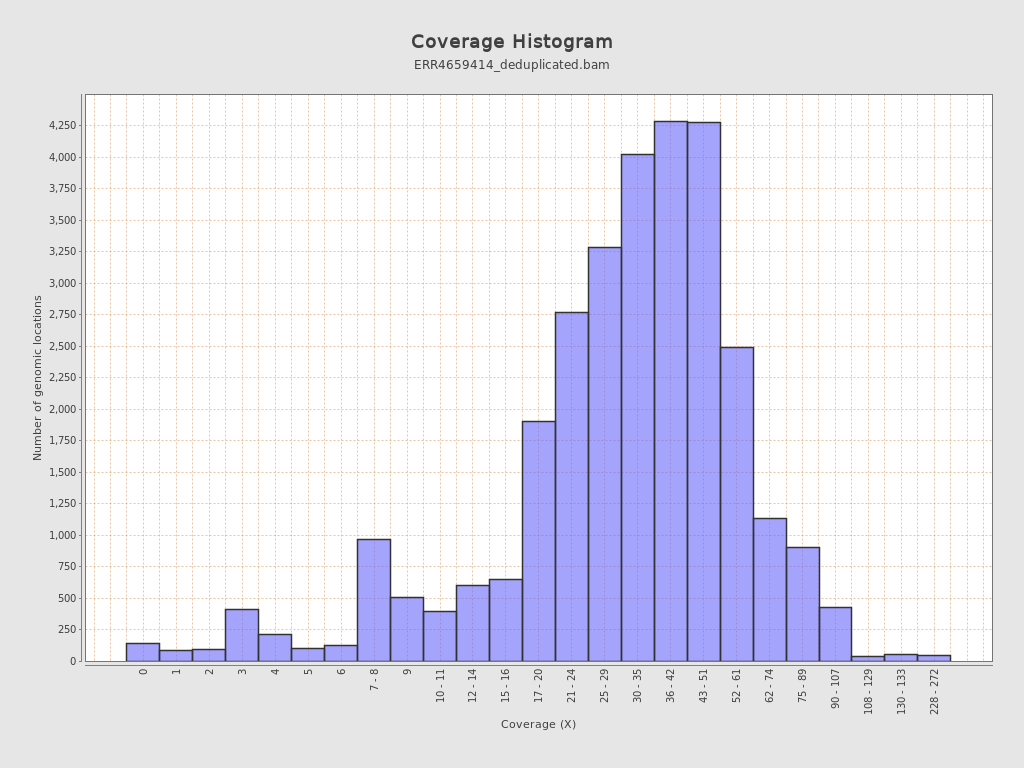 Coverage Histogram
ERR4659414_deduplicated.bam
Number of genomic locations
4,250
4,000
3,750
3,500
3,250
3,000
2,750
2,500
2,250
2,000
1,750
1,500
1,250
1,000
750
500
250
0
0
1
2
3
4
5
6
7 - 8
9
10 - 11
12 - 14
15 - 16
17 - 20
21 - 24
25 - 29
30 - 35
36 - 42
43 - 51
52 - 61
62 - 74
75 - 89
90 - 107
108 - 129
130 - 133
228 - 272
Coverage (X)